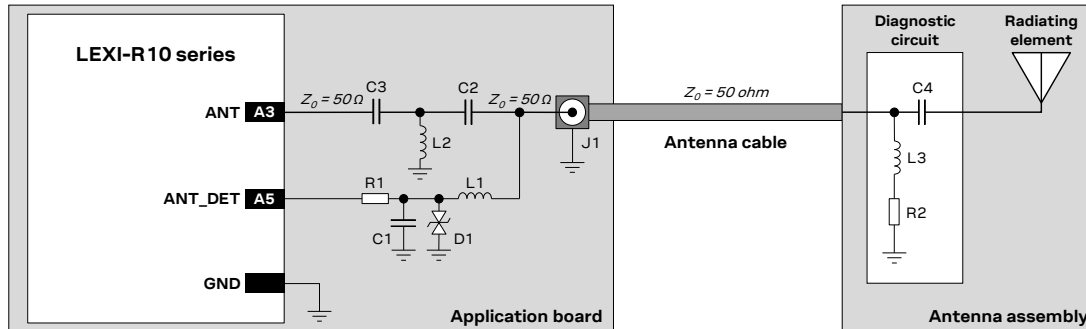 LEXI-R10 series
ANT
A3
Z0 = 50 Ω
C3
C2
Z0 = 50 Ω
L2
J1
ANT_DET
A5
R1
L1
C1
D1
GND
Application board
Z0 = 50 ohm
Antenna cable
Diagnostic
circuit
Radiating
element
C4
L3
R2
Antenna assembly